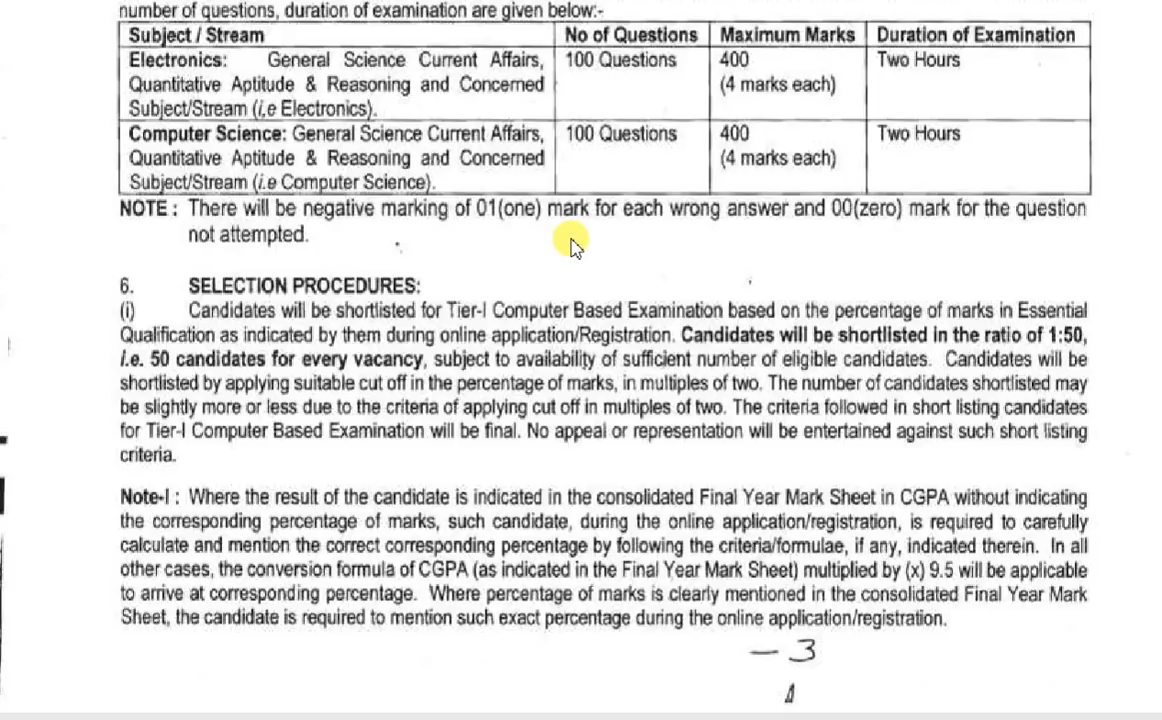 number of questions, duration of examination are given below:-
Subject / Stream No of Questions Maximum Marks Duration of Examination
Electronics: General Science Current Affairs, 100 Questions 400 Two Hours
Quantitative Aptitude & Reasoning and Concerned (4 marks each)
Subject/Stream (i,e Electronics).
Computer Science: General Science Current Affairs, 100 Questions 400 Two Hours
Quantitative Aptitude & Reasoning and Concerned (4 marks each)
Subject/Stream (i.e Computer Science).
NOTE : There will be negative marking of 01(one) mark for each wrong answer and 00(zero) mark for the question
not attempted.
6. SELECTION PROCEDURES:
(i) Candidates will be shortlisted for Tier-I Computer Based Examination based on the percentage of marks in Essential
Qualification as indicated by them during online application/Registration. Candidates will be shortlisted in the ratio of 1:50,
i.e. 50 candidates for every vacancy, subject to availability of sufficient number of eligible candidates. Candidates will be
shortlisted by applying suitable cut off in the percentage of marks, in multiples of two. The number of candidates shortlisted may
be slightly more or less due to the criteria of applying cut off in multiples of two. The criteria followed in short listing candidates
for Tier-I Computer Based Examination will be final. No appeal or representation will be entertained against such short listing
criteria.
Note-I : Where the result of the candidate is indicated in the consolidated Final Year Mark Sheet in CGPA without indicating
the corresponding percentage of marks, such candidate, during the online application/registration, is required to carefully
calculate and mention the correct corresponding percentage by following the criteria/formulae, if any, indicated therein. In all
other cases, the conversion formula of CGPA (as indicated in the Final Year Mark Sheet) multiplied by (x) 9.5 will be applicable
to arrive at corresponding percentage. Where percentage of marks is clearly mentioned in the consolidated Final Year Mark
Sheet, the candidate is required to mention such exact percentage during the online application/registration.
– 3